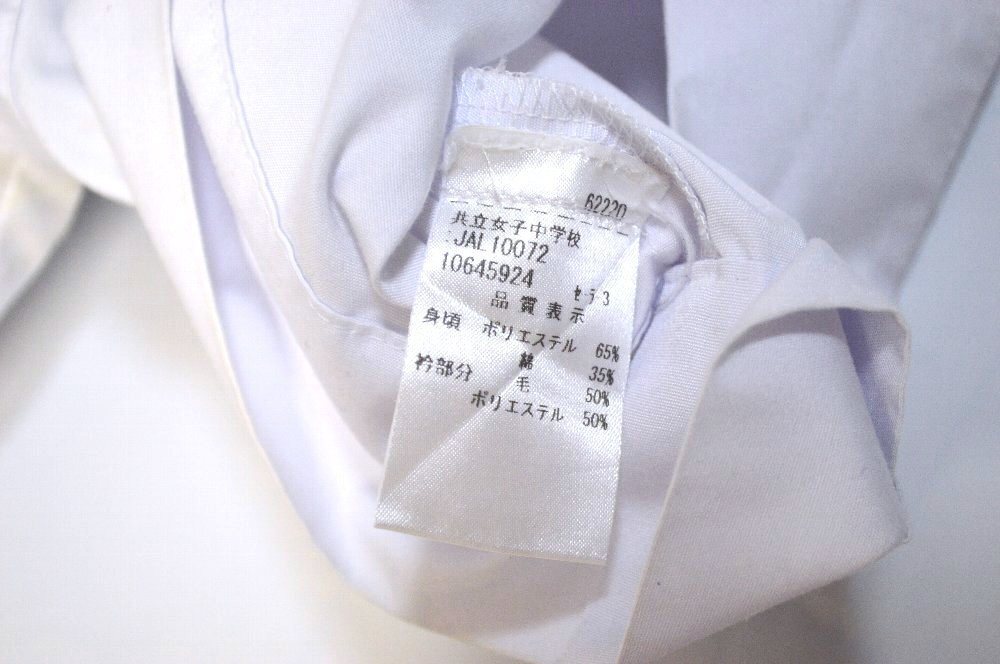 62220
共立女子中学校
:JAL10072
10645924
セラ3
品質表示
身頃 ポリエステル 65%
綿 35%
衿部分 毛 50%
ポリエステル 50%